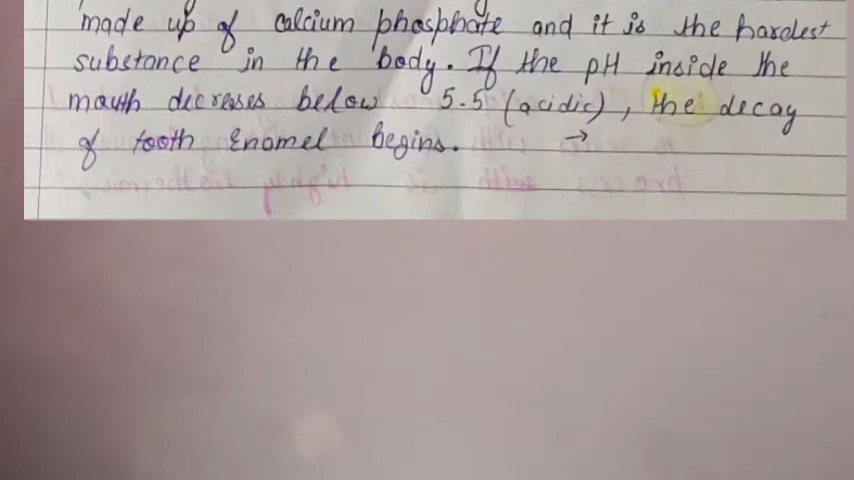 made up of calcium phosphate and it is the hardest
substance in the body. If the pH inside the
mouth decreases below 5.5 (acidic), the decay
of tooth Enamel begins. →